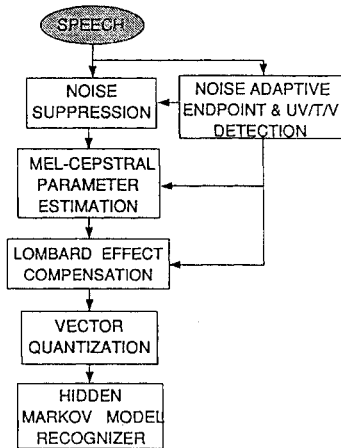 SPEECH
NOISE
SUPPRESSION
NOISE ADAPTIVE
ENDPOINT & UV/T/V
DETECTION
MEL-CEPSTRAL
PARAMETER
ESTIMATION
LOMBARD EFFECT
COMPENSATION
VECTOR
QUANTIZATION
HIDDEN
MARKOV MODEL
RECOGNIZER